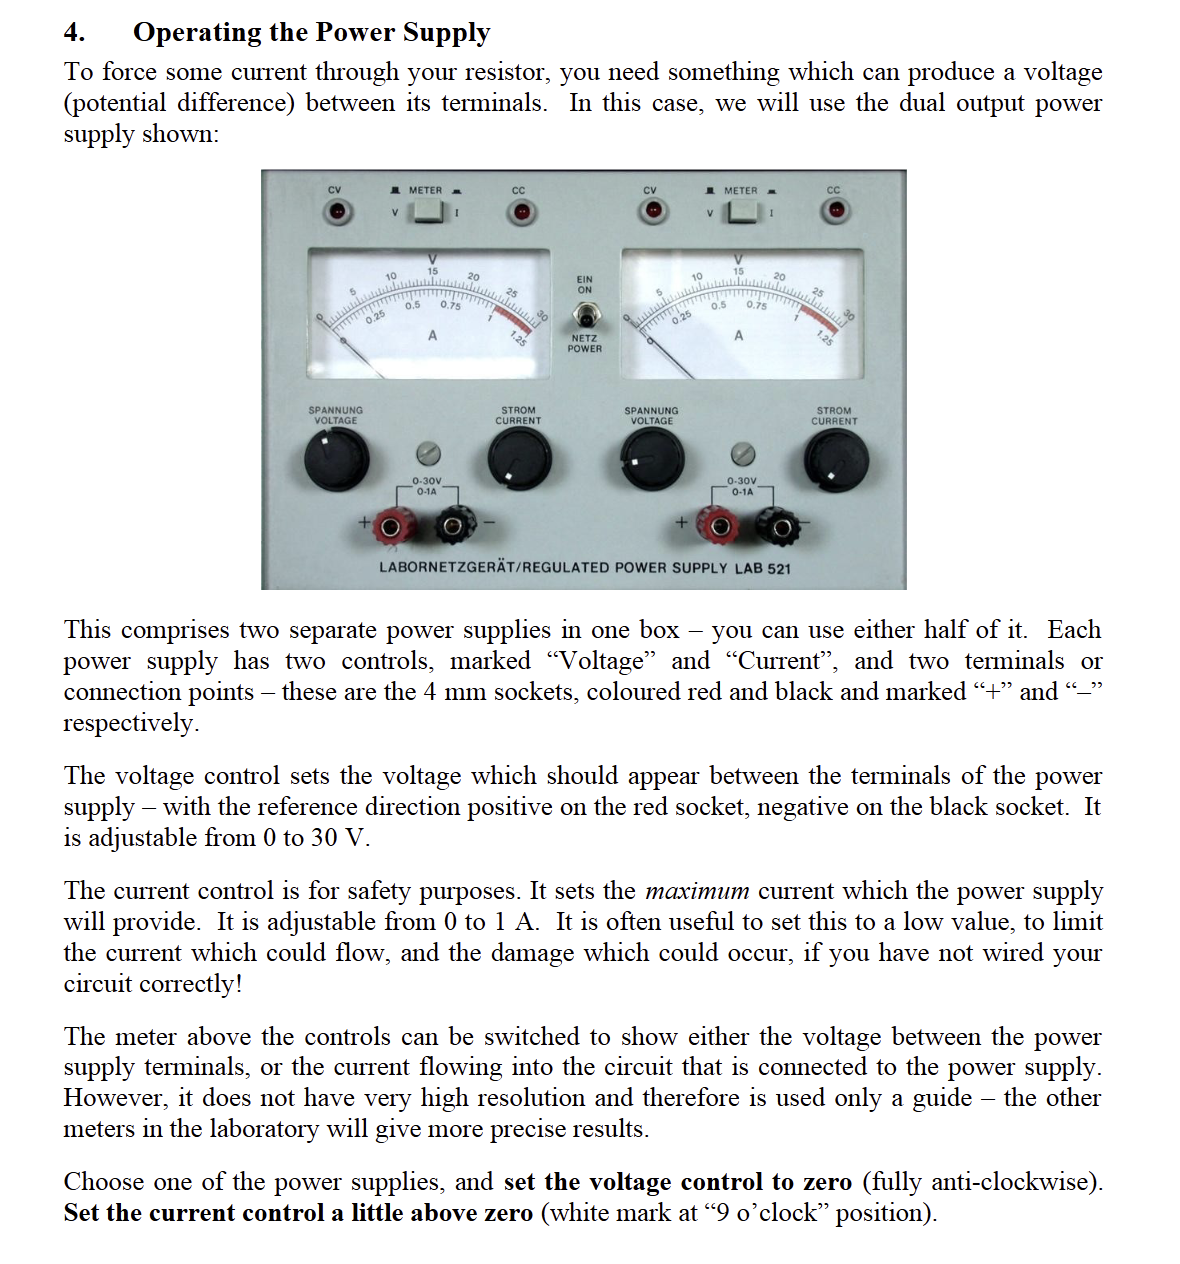 4. Operating the Power Supply
To force some current through your resistor, you need something which can produce a voltage
(potential difference) between its terminals. In this case, we will use the dual output power
supply shown:
CV METER CC CV METER CC
V I V I
V V
5 10 15 20 25 30 5 10 15 20 25 30
0 0.25 0.5 0.75 1 1.25 0 0.25 0.5 0.75 1 1.25
A A
EIN
ON
NETZ
POWER
SPANNUNG STROM SPANNUNG STROM
VOLTAGE CURRENT VOLTAGE CURRENT
0-30V 0-30V
0-1A 0-1A
+ − + −
LABORNETZGERÄT/REGULATED POWER SUPPLY LAB 521
This comprises two separate power supplies in one box – you can use either half of it. Each
power supply has two controls, marked “Voltage” and “Current”, and two terminals or
connection points – these are the 4 mm sockets, coloured red and black and marked “+” and “–”
respectively.
The voltage control sets the voltage which should appear between the terminals of the power
supply – with the reference direction positive on the red socket, negative on the black socket. It
is adjustable from 0 to 30 V.
The current control is for safety purposes. It sets the maximum current which the power supply
will provide. It is adjustable from 0 to 1 A. It is often useful to set this to a low value, to limit
the current which could flow, and the damage which could occur, if you have not wired your
circuit correctly!
The meter above the controls can be switched to show either the voltage between the power
supply terminals, or the current flowing into the circuit that is connected to the power supply.
However, it does not have very high resolution and therefore is used only a guide – the other
meters in the laboratory will give more precise results.
Choose one of the power supplies, and set the voltage control to zero (fully anti-clockwise).
Set the current control a little above zero (white mark at “9 o’clock” position).